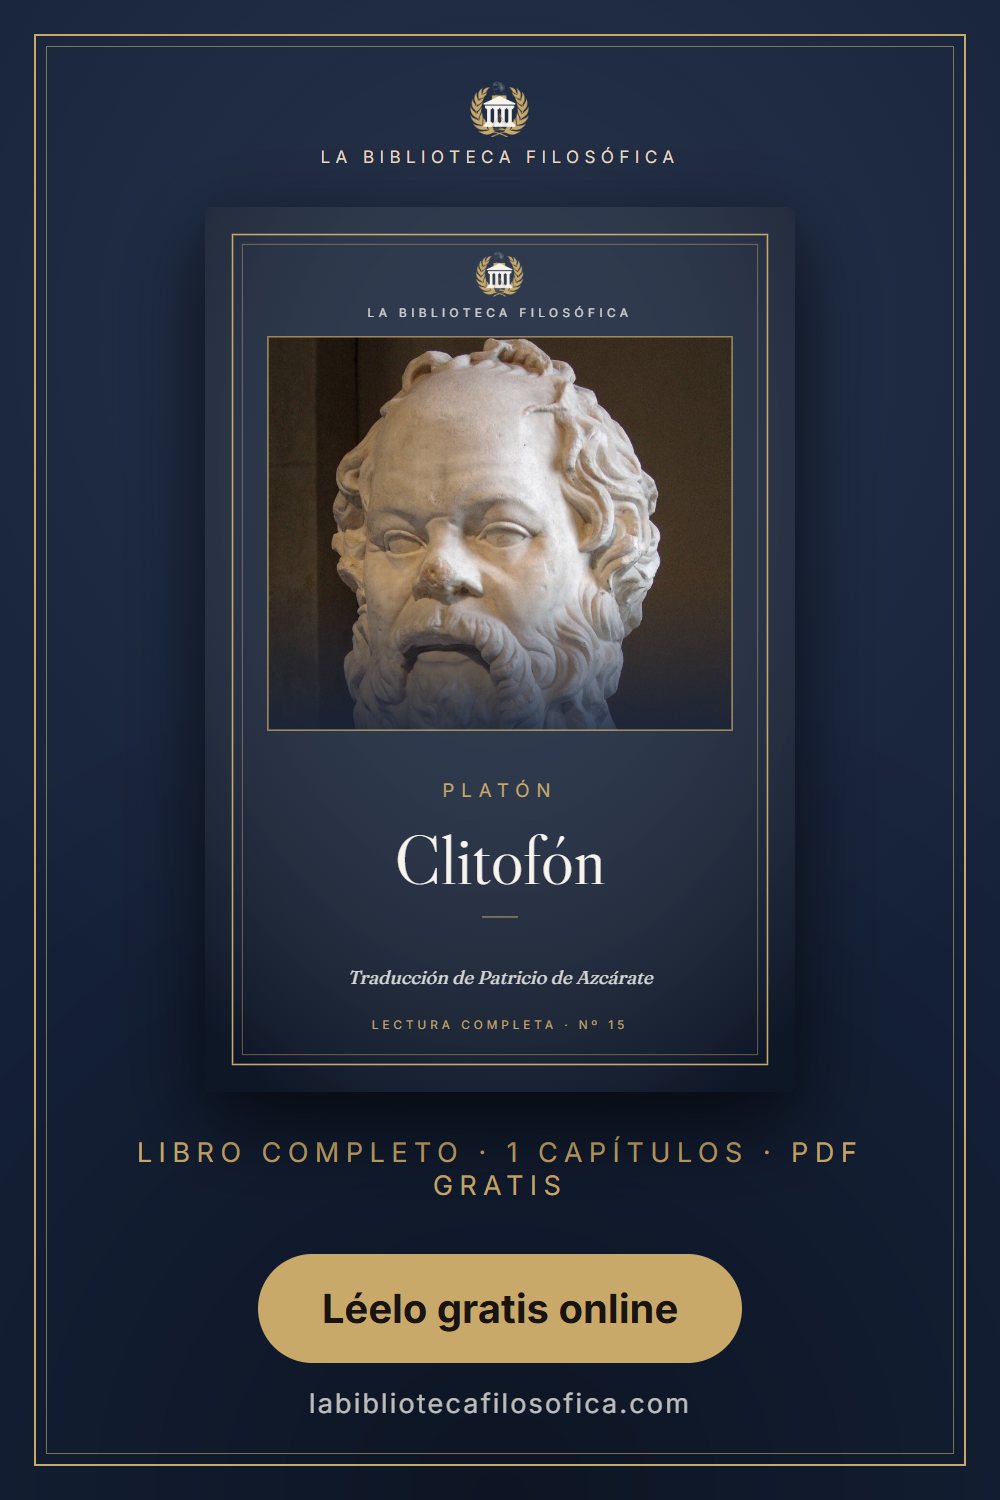 LA BIBLIOTECA FILOSÓFICA
LA BIBLIOTECA FILOSÓFICA
PLATÓN
Clitofón
Traducción de Patricio de Azcárate
LECTURA COMPLETA · Nº 15
LIBRO COMPLETO · 1 CAPÍTULOS · PDF
GRATIS
Léelo gratis online
labibliotecafilosofica.com